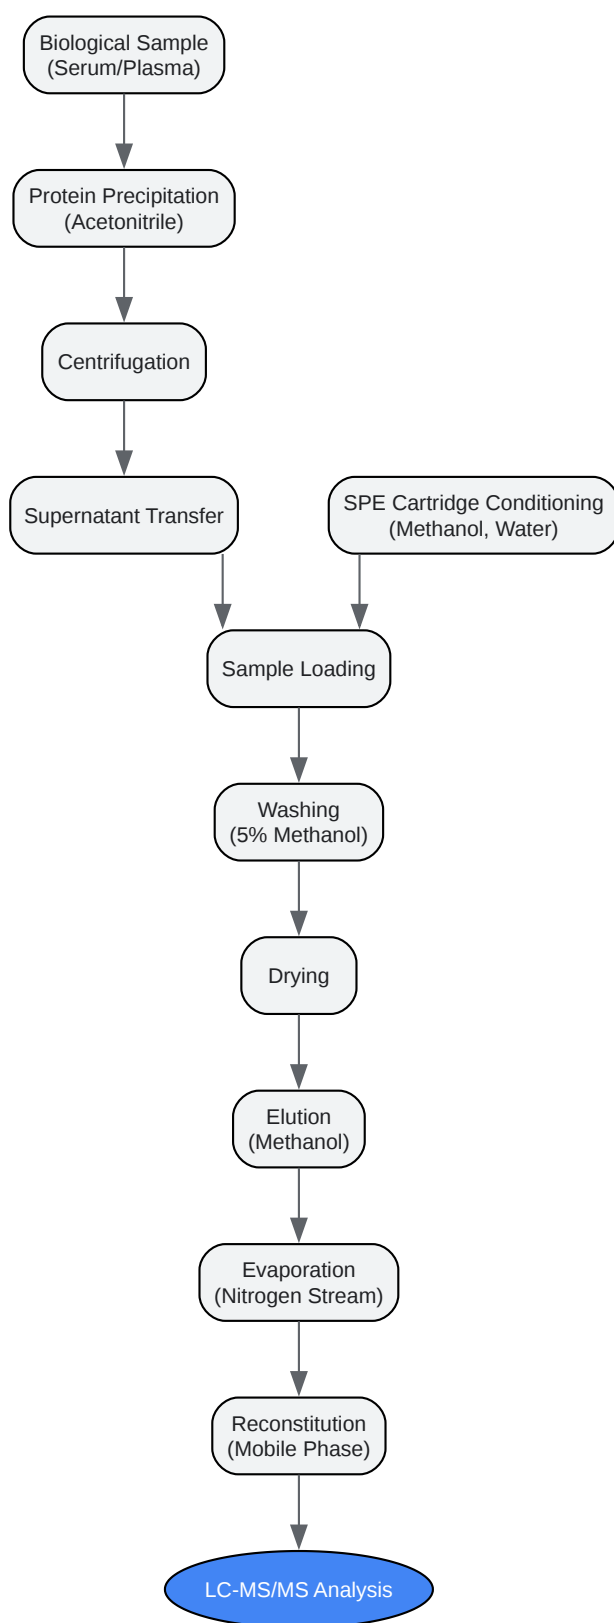 Biological Sample
(Serum/Plasma)
Protein Precipitation
(Acetonitrile)
Centrifugation
Supernatant Transfer
SPE Cartridge Conditioning
(Methanol, Water)
Sample Loading
Washing
(5% Methanol)
Drying
Elution
(Methanol)
Evaporation
(Nitrogen Stream)
Reconstitution
(Mobile Phase)
LC-MS/MS Analysis